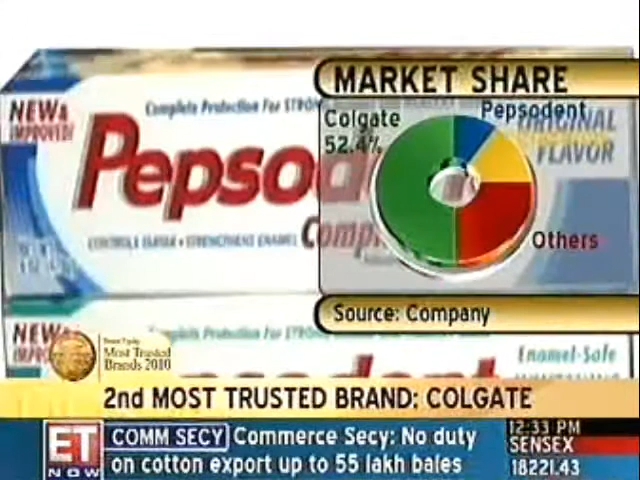 MARKET SHARE
NEW &
IMPROVED!
Complete Protection For STRON
Colgate
52.4%
Pepsodent
ORIGINAL
FLAVOR
Pepsod
Others
Source: Company
NEW
Complete Protection For
Most Trusted
Brands 2010
Enamel-Safe
2nd MOST TRUSTED BRAND: COLGATE
ET
NOW
COMM SECY Commerce Secy: No duty
on cotton export up to 55 lakh bales
12:33 PM
SENSEX
18221.43